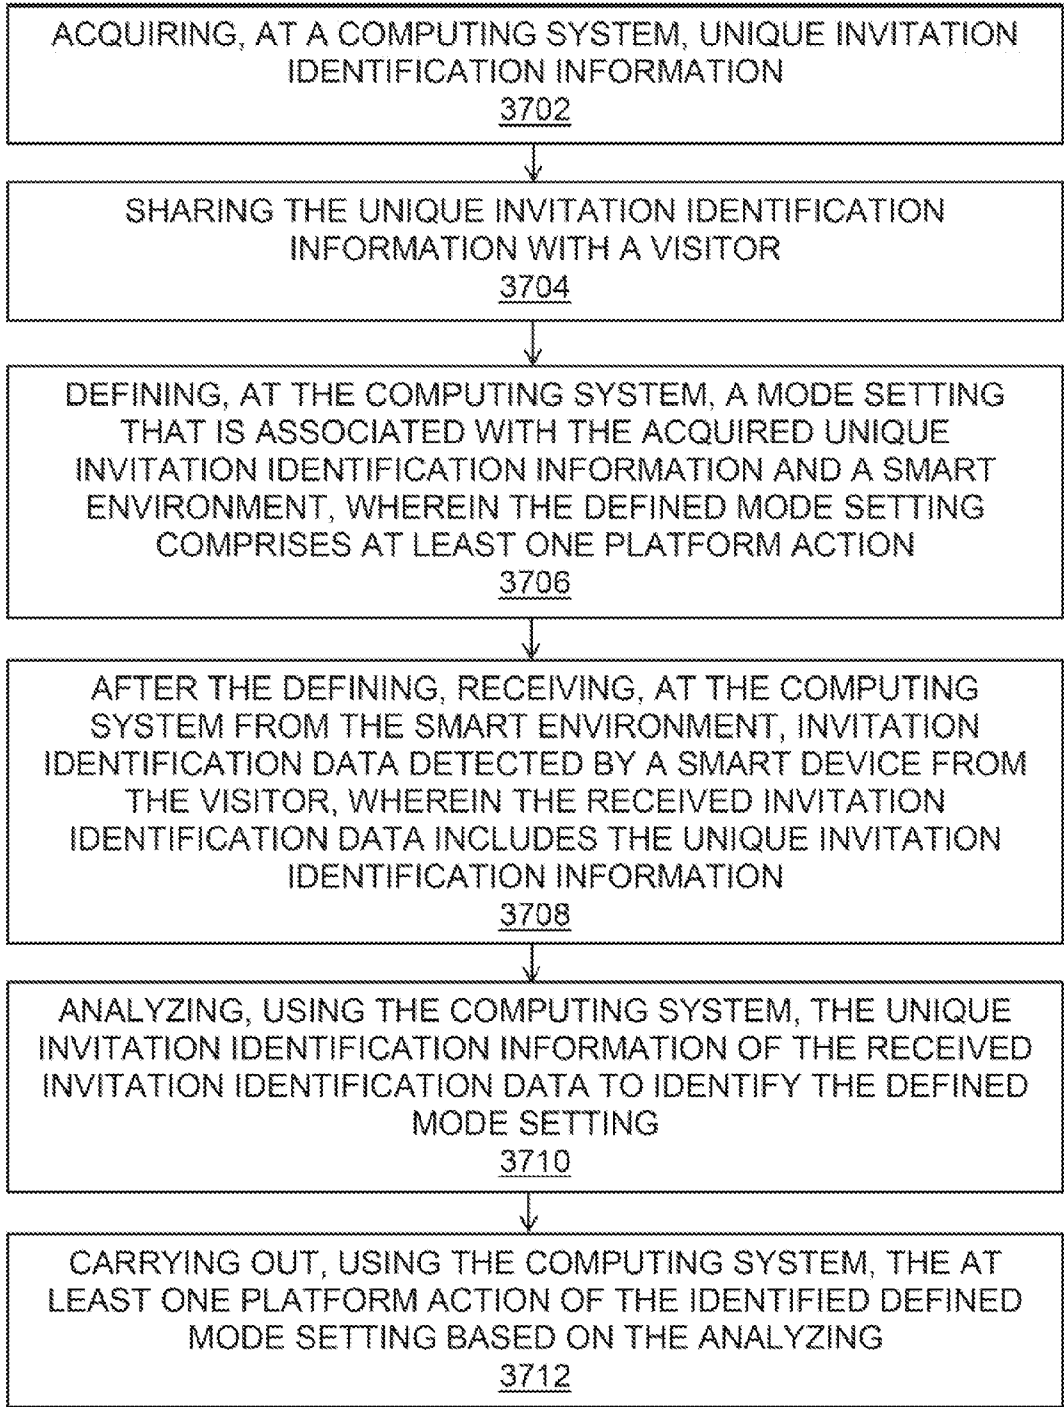 ACQUIRING, AT A COMPUTING SYSTEM, UNIQUE INVITATION
IDENTIFICATION INFORMATION
3702
SHARING THE UNIQUE INVITATION IDENTIFICATION
INFORMATION WITH A VISITOR
3704
DEFINING, AT THE COMPUTING SYSTEM, A MODE SETTING
THAT IS ASSOCIATED WITH THE ACQUIRED UNIQUE
INVITATION IDENTIFICATION INFORMATION AND A SMART
ENVIRONMENT, WHEREIN THE DEFINED MODE SETTING
COMPRISES AT LEAST ONE PLATFORM ACTION
3706
AFTER THE DEFINING, RECEIVING, AT THE COMPUTING
SYSTEM FROM THE SMART ENVIRONMENT, INVITATION
IDENTIFICATION DATA DETECTED BY A SMART DEVICE FROM
THE VISITOR, WHEREIN THE RECEIVED INVITATION
IDENTIFICATION DATA INCLUDES THE UNIQUE INVITATION
IDENTIFICATION INFORMATION
3708
ANALYZING, USING THE COMPUTING SYSTEM, THE UNIQUE
INVITATION IDENTIFICATION INFORMATION OF THE RECEIVED
INVITATION IDENTIFICATION DATA TO IDENTIFY THE DEFINED
MODE SETTING
3710
CARRYING OUT, USING THE COMPUTING SYSTEM, THE AT
LEAST ONE PLATFORM ACTION OF THE IDENTIFIED DEFINED
MODE SETTING BASED ON THE ANALYZING
3712